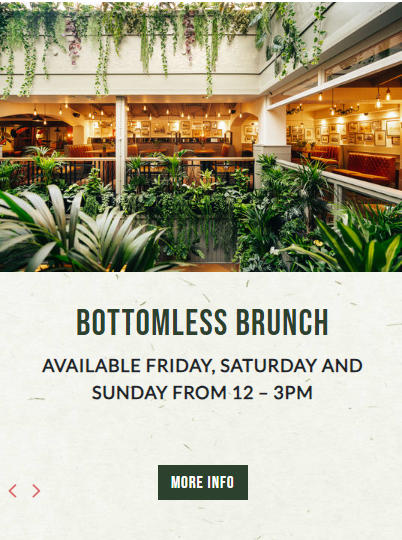 BOTTOMLESS BRUNCH
AVAILABLE FRIDAY, SATURDAY AND
SUNDAY FROM 12 – 3PM
MORE INFO